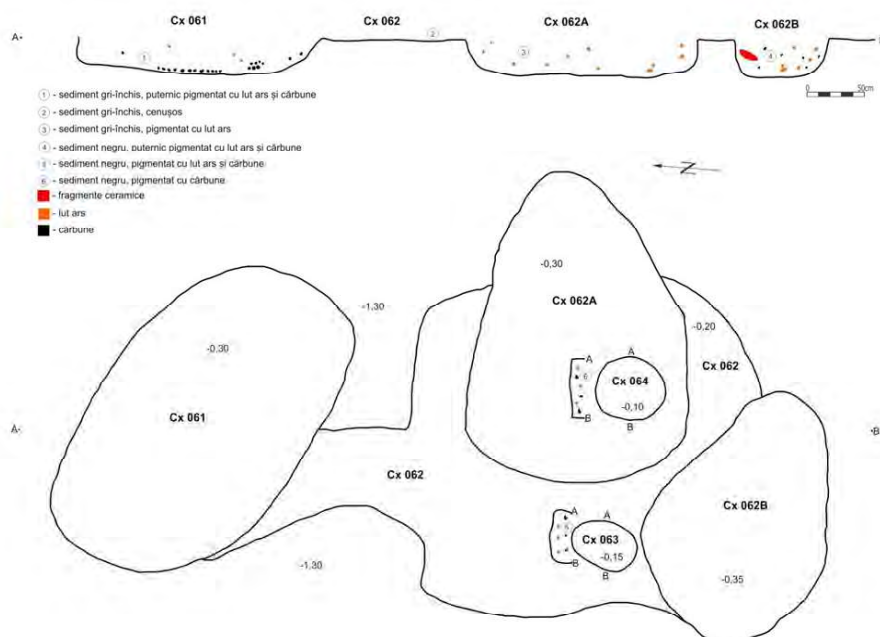 Cx 061 Cx 062 Cx 062A Cx 062B
A
1 2 3 4
0 50cm
1 - sediment gri-închis, puternic pigmentat cu lut ars și cărbune
2 - sediment gri-închis, cenușos
3 - sediment gri-închis, pigmentat cu lut ars
4 - sediment negru, puternic pigmentat cu lut ars și cărbune
5 - sediment negru, pigmentat cu lut ars și cărbune
6 - sediment negru, pigmentat cu cărbune
- fragmente ceramice
- lut ars
- cărbune
N
-0,30
Cx 062A
-1,30
-0,20
-0,30
Cx 062
A A
6 Cx 064
-0,10
B B
Cx 061
A B
Cx 062
Cx 062B
A A
Cx 063
-0,15
B B
-1,30
-0,35